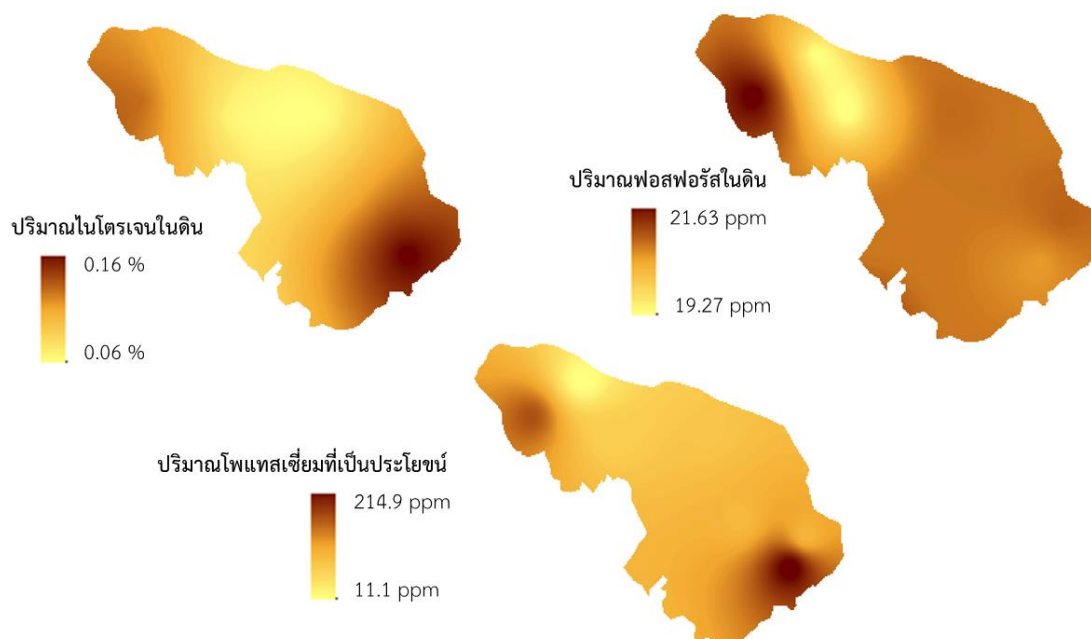 ปริมาณไนโตรเจนในดิน
0.16 %
0.06 %
ปริมาณฟอสฟอรัสในดิน
21.63 ppm
19.27 ppm
ปริมาณโพแทสเซี่ยมที่เป็นประโยขน์
214.9 ppm
11.1 ppm